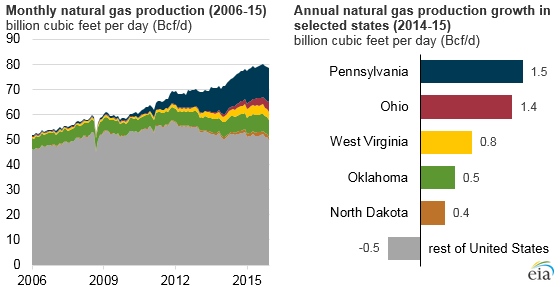 Monthly natural gas production (2006-15)
billion cubic feet per day (Bcf/d)
90
80
70
60
50
40
30
20
10
0
2006
2009
2012
2015
Annual natural gas production growth in
selected states (2014-15)
billion cubic feet per day (Bcf/d)
Pennsylvania 1.5
Ohio 1.4
West Virginia 0.8
Oklahoma 0.5
North Dakota 0.4
-0.5 rest of United States
eia